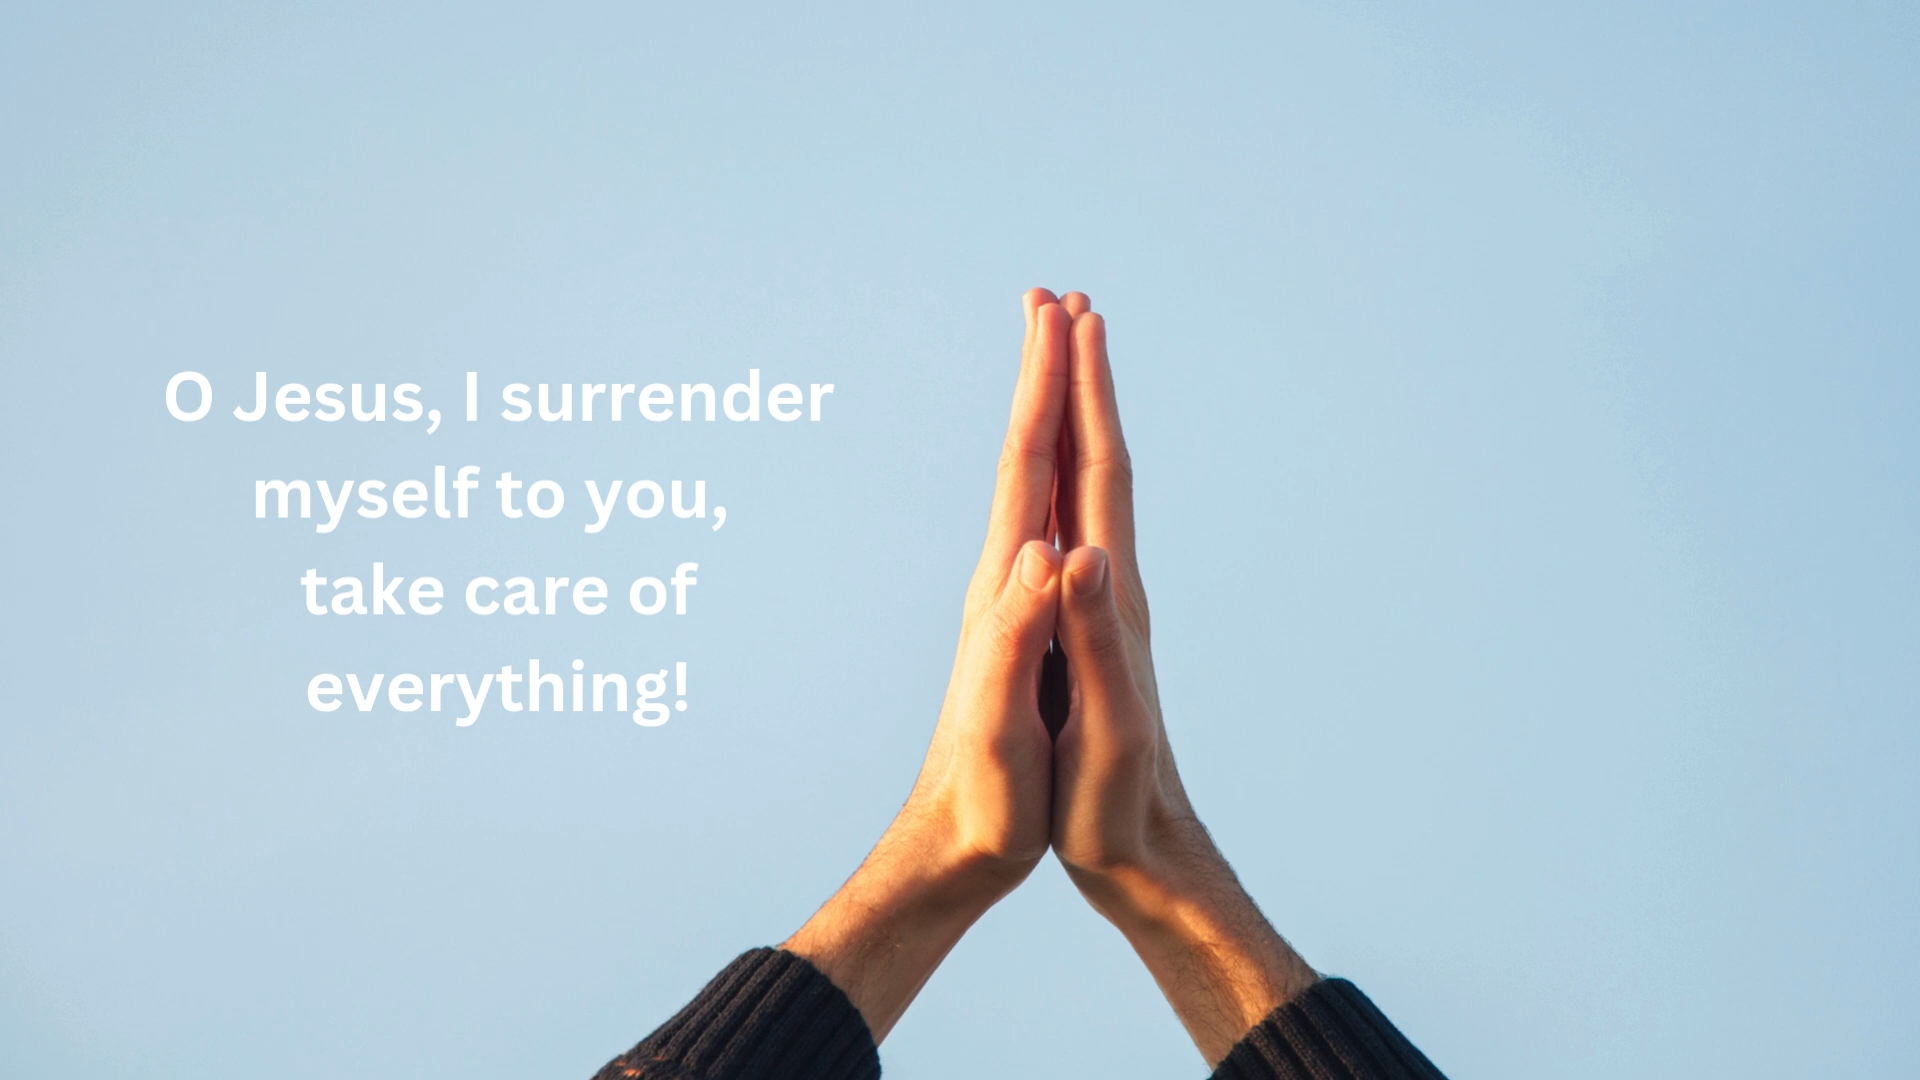 O Jesus, I surrender
myself to you,
take care of
everything!